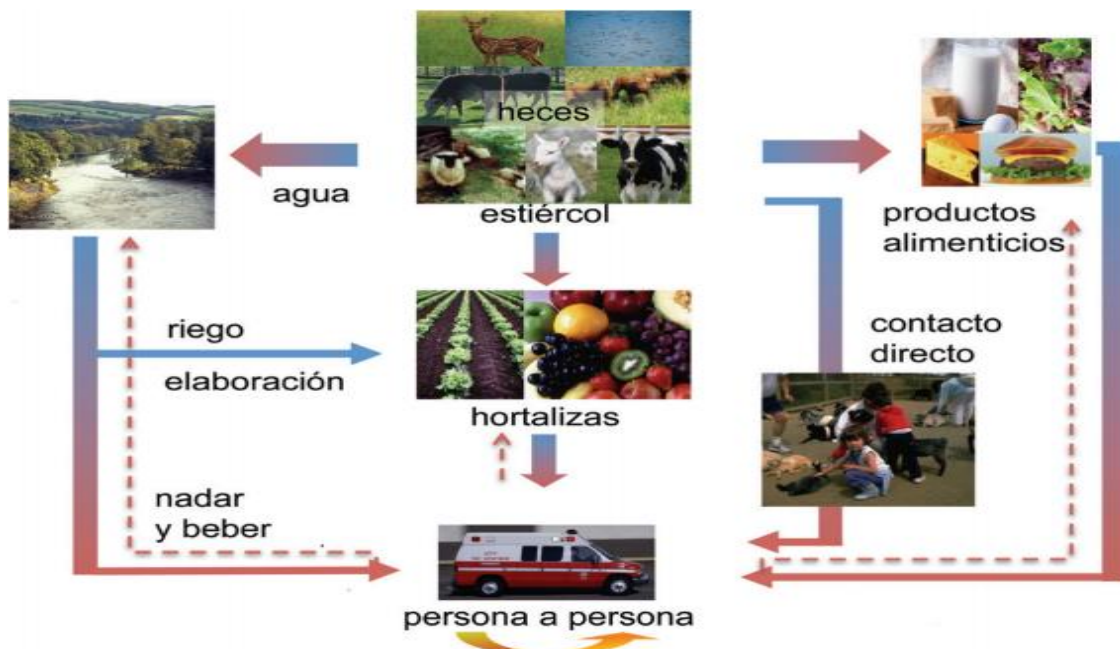 heces
agua
estiércol
productos
alimenticios
riego
elaboración
contacto
directo
hortalizas
nadar
y beber
persona a persona